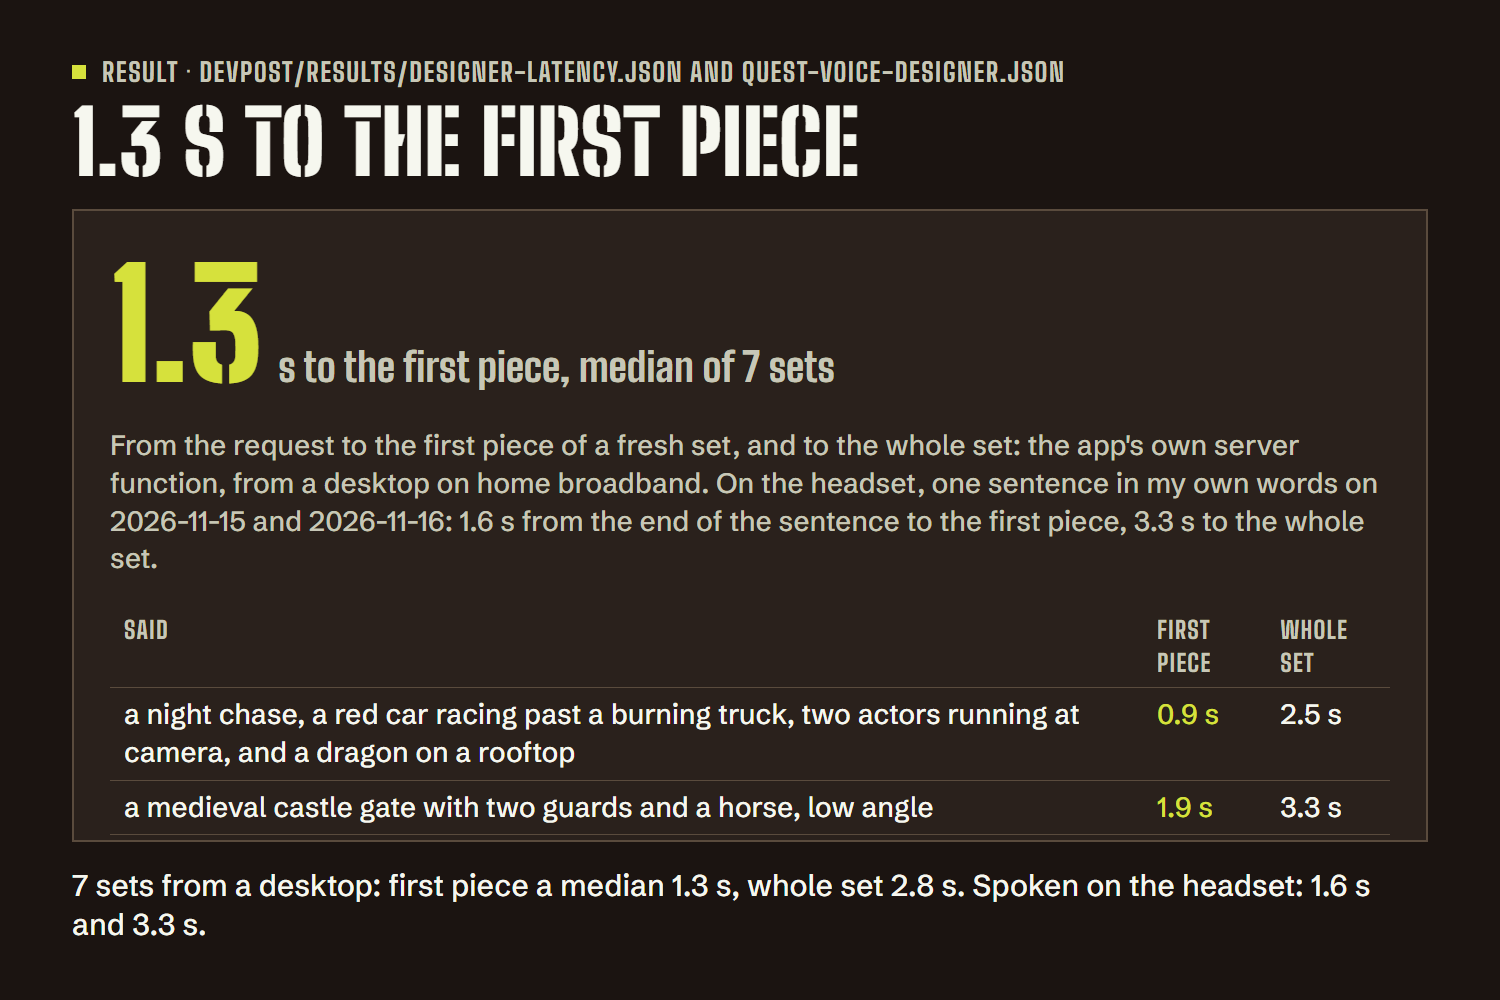 RESULT · DEVPOST/RESULTS/DESIGNER-LATENCY.JSON AND QUEST-VOICE-DESIGNER.JSON
1.3 S TO THE FIRST PIECE
1.3 s to the first piece, median of 7 sets
From the request to the first piece of a fresh set, and to the whole set: the app's own server
function, from a desktop on home broadband. On the headset, one sentence in my own words on
2026-11-15 and 2026-11-16: 1.6 s from the end of the sentence to the first piece, 3.3 s to the whole
set.
SAID FIRST PIECE WHOLE SET
a night chase, a red car racing past a burning truck, two actors running at 0.9 s 2.5 s
camera, and a dragon on a rooftop
a medieval castle gate with two guards and a horse, low angle 1.9 s 3.3 s
7 sets from a desktop: first piece a median 1.3 s, whole set 2.8 s. Spoken on the headset: 1.6 s
and 3.3 s.